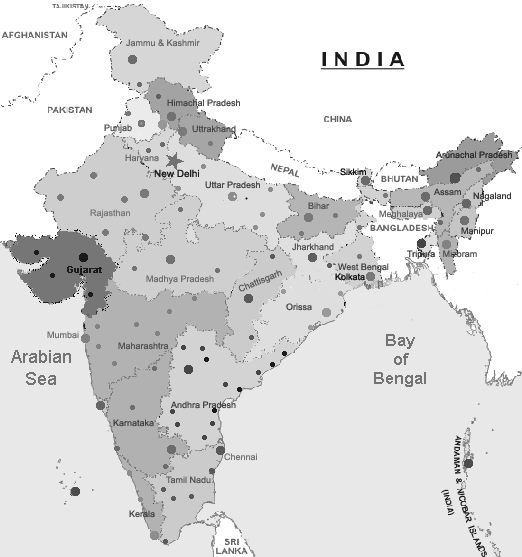 TAJIKISTAN
AFGHANISTAN
Jammu & Kashmir
INDIA
PAKISTAN
Himachal Pradesh
CHINA
Punjab
Uttrakhand
Haryana
Arunachal Pradesh
New Delhi
NEPAL
Sikkim
BHUTAN
Uttar Pradesh
Assam
Nagaland
Rajasthan
Bihar
Meghalaya
BANGLADESH
Manipur
Jharkhand
Tripura
Mizoram
Gujarat
West Bengal
Madhya Pradesh
Chattisgarh
Kolkata
Orissa
Mumbai
Maharashtra
Arabian
Sea
Bay
of
Bengal
Andhra Pradesh
Karnataka
Chennai
ANDAMAN & NICUBAR ISLANDS
(INDIA)
Tamil Nadu
Kerala
SRI
LANKA